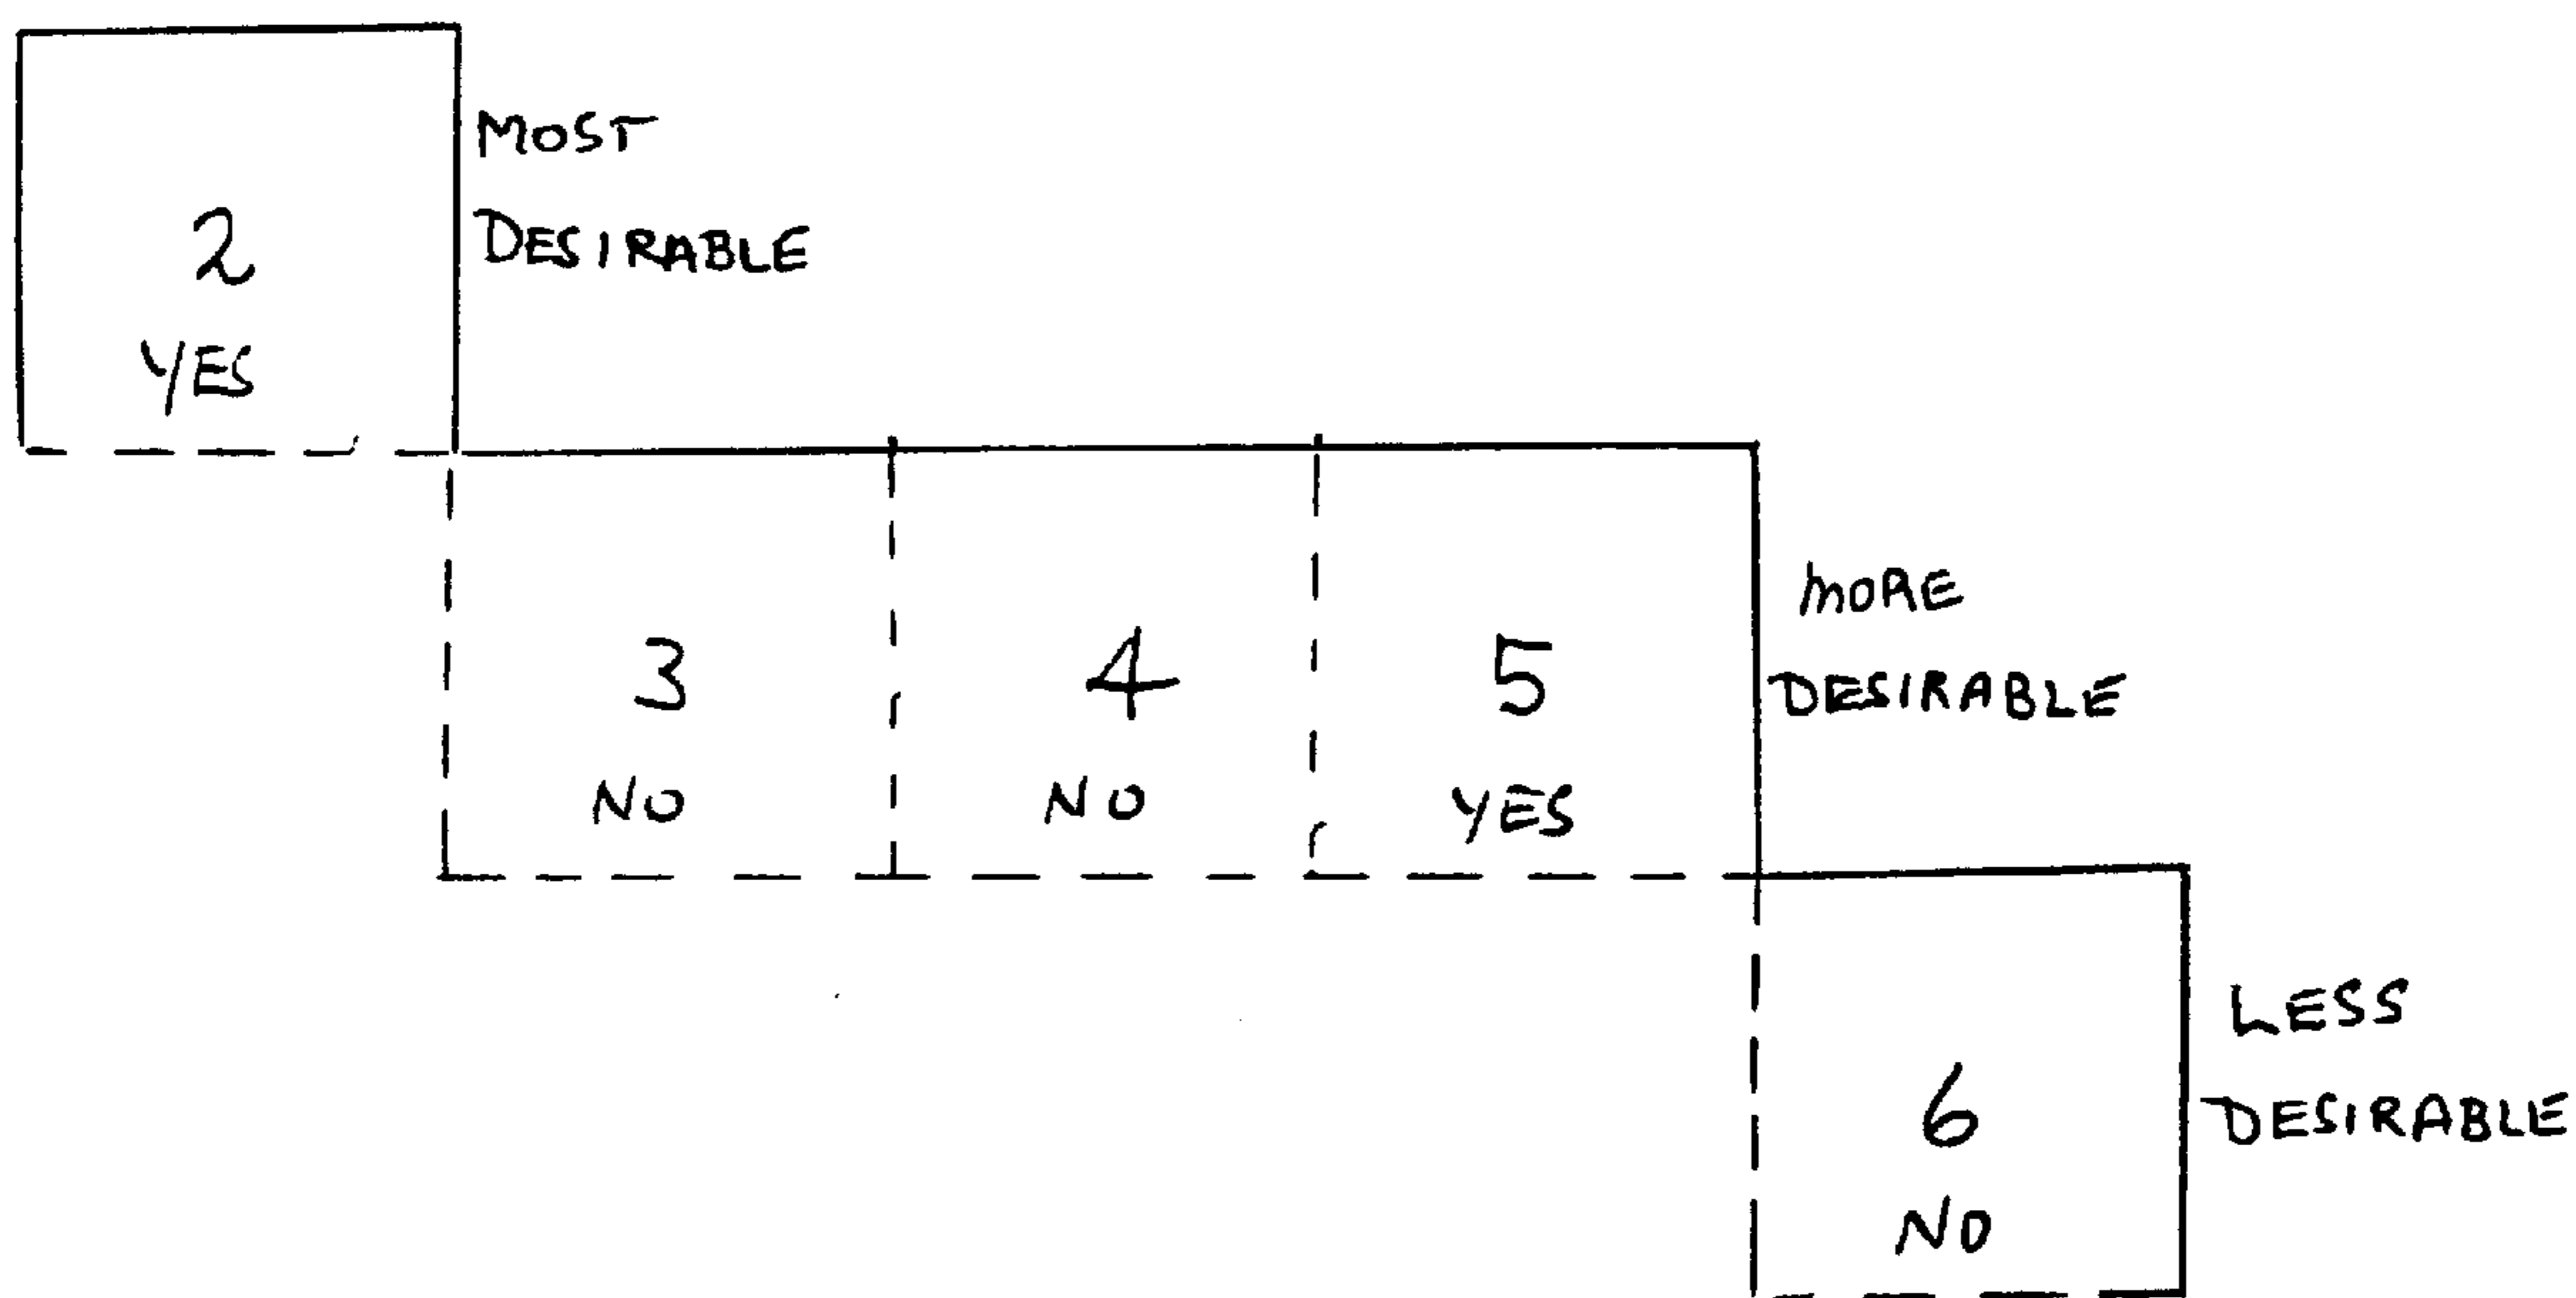 MOST
DESIRABLE
2
YES
MORE
DESIRABLE
3 4 5
NO NO YES
LESS
DESIRABLE
6
NO